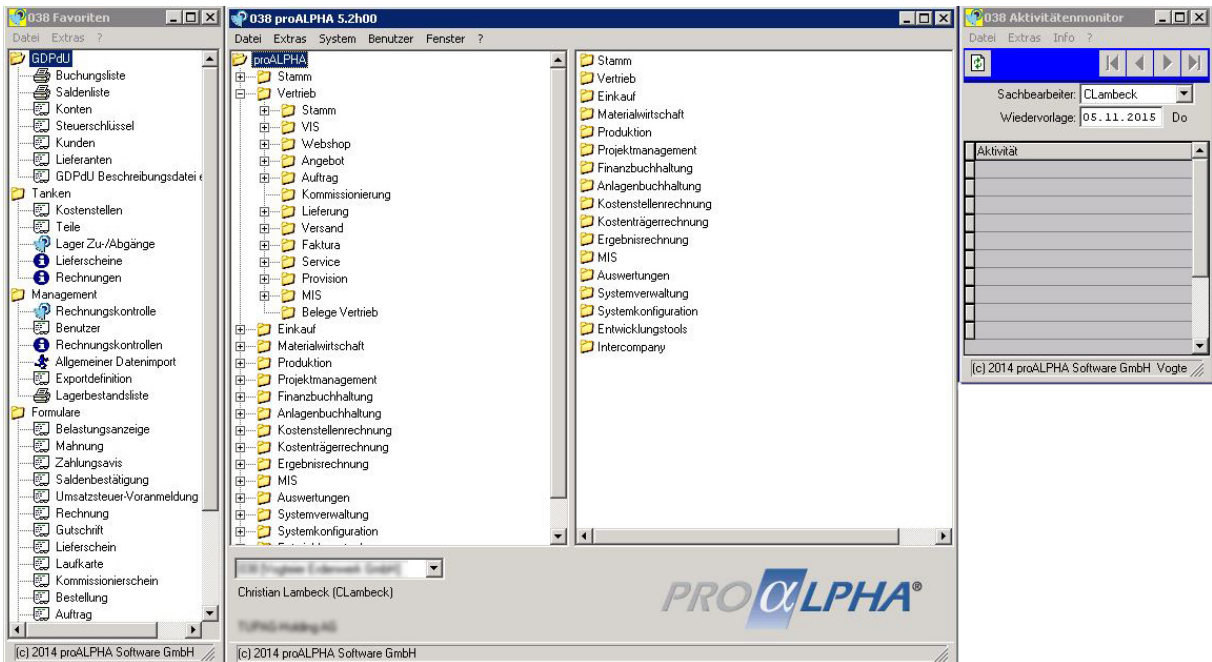 038 Favoriten
Datei Extras ?
GDPdU
Buchungsliste
Saldenliste
Konten
Steuerschlüssel
Kunden
Lieferanten
GDPdU Beschreibungsdatei e
Tanken
Kostenstellen
Teile
Lager Zu-/Abgänge
Lieferscheine
Rechnungen
Management
Rechnungskontrolle
Benutzer
Rechnungskontrollen
Allgemeiner Datenimport
Exportdefinition
Lagerbestandsliste
Formulare
Belastungsanzeige
Mahnung
Zahlungsavis
Saldenbestätigung
Umsatzsteuer-Voranmeldung
Rechnung
Gutschrift
Lieferschein
Laufkarte
Kommissionierschein
Bestellung
Auftrag
(c) 2014 proALPHA Software GmbH
038 proALPHA 5.2h00
Datei Extras System Benutzer Fenster ?
proALPHA
Stamm
Vertrieb
Stamm
VIS
Webshop
Angebot
Auftrag
Kommissionierung
Lieferung
Versand
Faktura
Service
Provision
MIS
Belege Vertrieb
Einkauf
Materialwirtschaft
Produktion
Projektmanagement
Finanzbuchhaltung
Anlagenbuchhaltung
Kostenstellenrechnung
Kostenträgerrechnung
Ergebnisrechnung
MIS
Auswertungen
Systemverwaltung
Systemkonfiguration
Stamm
Vertrieb
Einkauf
Materialwirtschaft
Produktion
Projektmanagement
Finanzbuchhaltung
Anlagenbuchhaltung
Kostenstellenrechnung
Kostenträgerrechnung
Ergebnisrechnung
MIS
Auswertungen
Systemverwaltung
Systemkonfiguration
Entwicklungstools
Intercompany
Christian Lambeck (CLambeck)
PROαLPHA®
(c) 2014 proALPHA Software GmbH
038 Aktivitätenmonitor
Datei Extras Info ?
Sachbearbeiter: CLambeck
Wiedervorlage: 05.11.2015 Do
Aktivität
(c) 2014 proALPHA Software GmbH Vogte